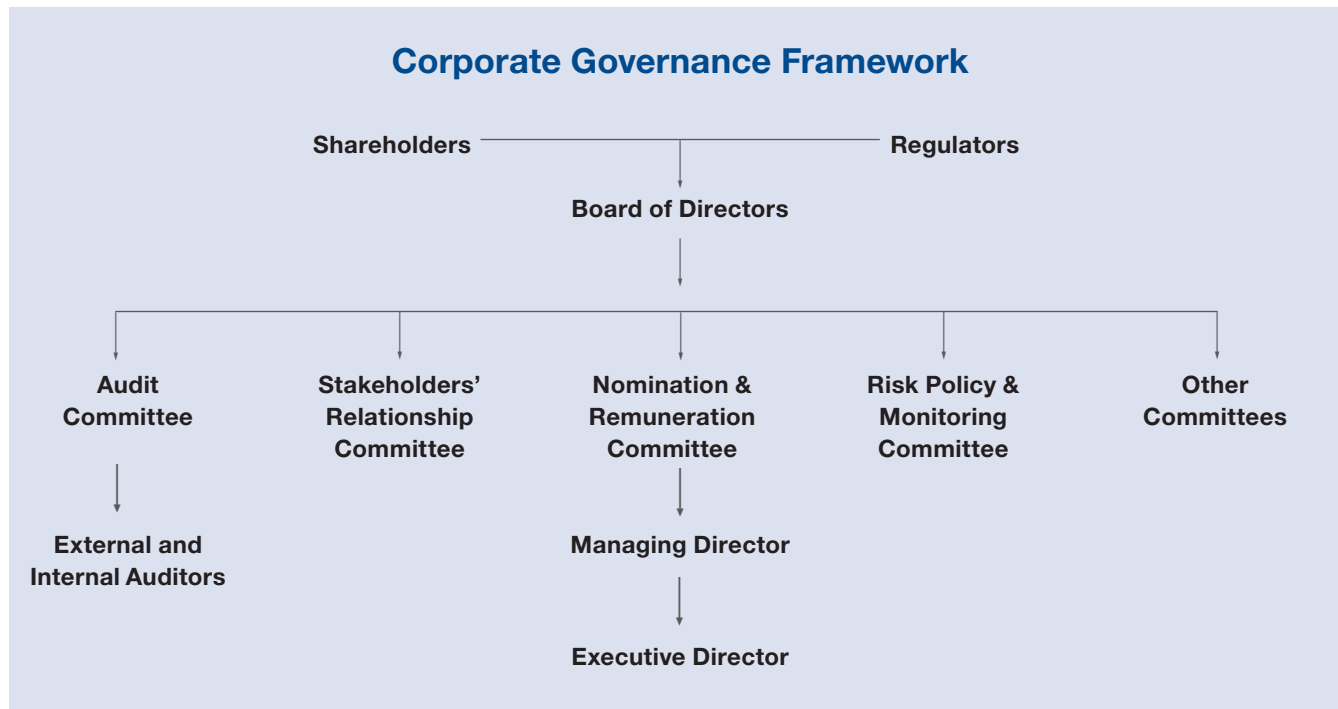 Corporate Governance Framework
Shareholders
Regulators
Board of Directors
Audit
Committee
Stakeholders’
Relationship
Committee
Nomination &
Remuneration
Committee
Risk Policy &
Monitoring
Committee
Other
Committees
External and
Internal Auditors
Managing Director
Executive Director